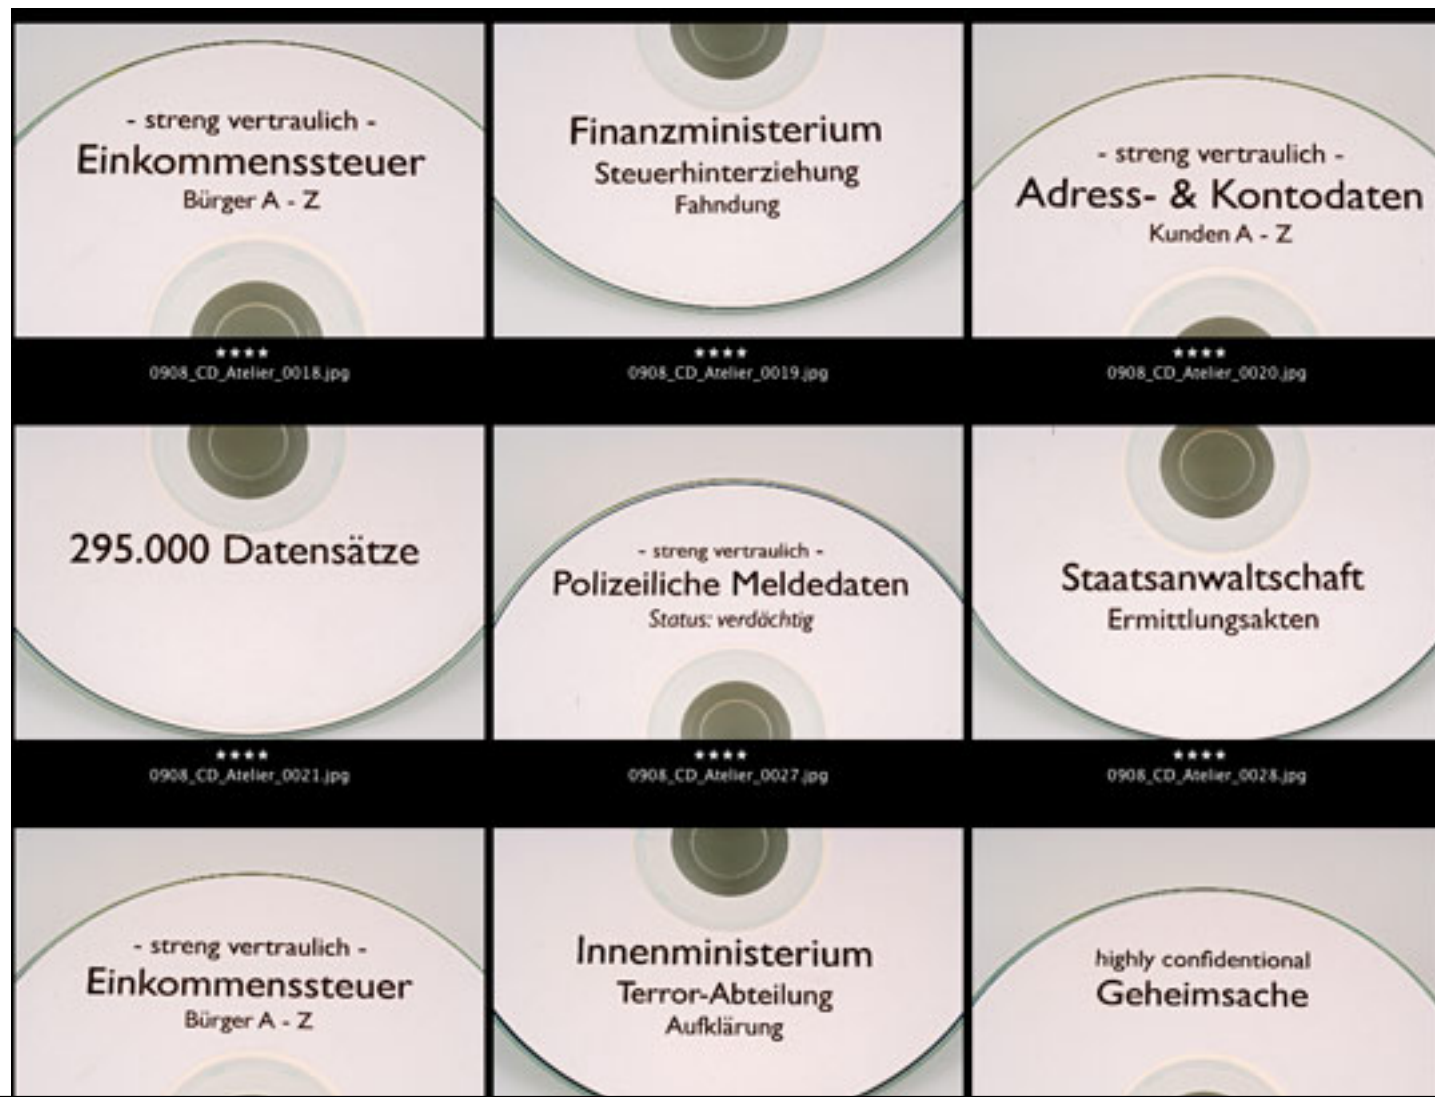 - streng vertraulich -
Einkommenssteuer
Bürger A - Z
★★★★
0908_CD_Atelier_0018.jpg
Finanzministerium
Steuerhinterziehung
Fahndung
★★★★
0908_CD_Atelier_0019.jpg
- streng vertraulich -
Adress- & Kontodaten
Kunden A - Z
★★★★
0908_CD_Atelier_0020.jpg
295.000 Datensätze
★★★★
0908_CD_Atelier_0021.jpg
- streng vertraulich -
Polizeiliche Meldedaten
Status: verdächtig
★★★★
0908_CD_Atelier_0027.jpg
Staatsanwaltschaft
Ermittlungsakten
★★★★
0908_CD_Atelier_0028.jpg
- streng vertraulich -
Einkommenssteuer
Bürger A - Z
Innenministerium
Terror-Abteilung
Aufklärung
highly confidentional
Geheimsache